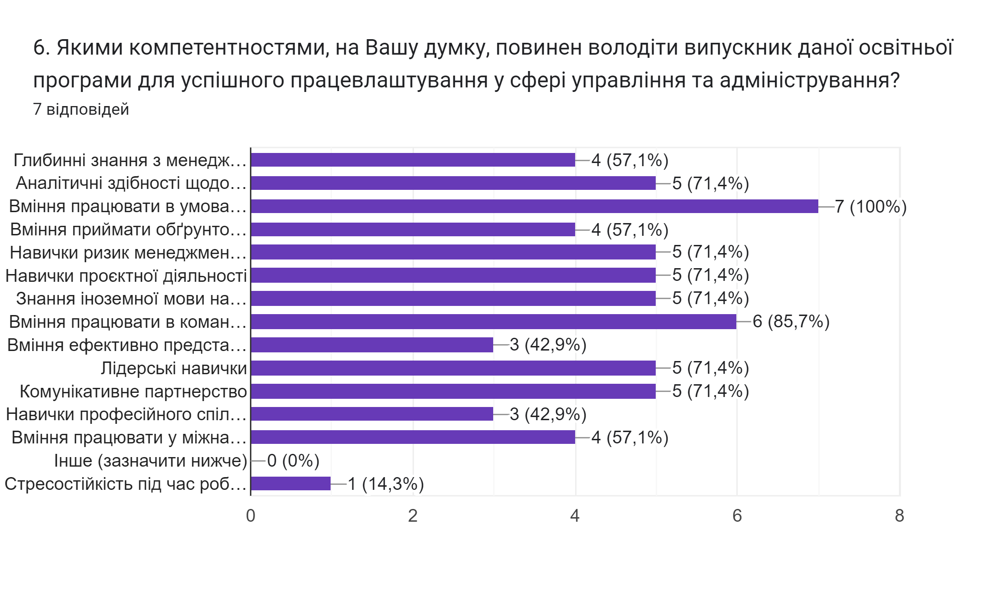 6. Якими компетентностями, на Вашу думку, повинен володіти випускник даної освітньої
програми для успішного працевлаштування у сфері управління та адміністрування?
7 відповідей
Глибинні знання з менедж… 4 (57,1%)
Аналітичні здібності щодо… 5 (71,4%)
Вміння працювати в умова… 7 (100%)
Вміння приймати обґрунто… 4 (57,1%)
Навички ризик менеджмен… 5 (71,4%)
Навички проєктної діяльності 5 (71,4%)
Знання іноземної мови на… 5 (71,4%)
Вміння працювати в коман… 6 (85,7%)
Вміння ефективно предста… 3 (42,9%)
Лідерські навички 5 (71,4%)
Комунікативне партнерство 5 (71,4%)
Навички професійного спіл… 3 (42,9%)
Вміння працювати у міжна… 4 (57,1%)
Інше (зазначити нижче) 0 (0%)
Стресостійкість під час роб… 1 (14,3%)
0 2 4 6 8